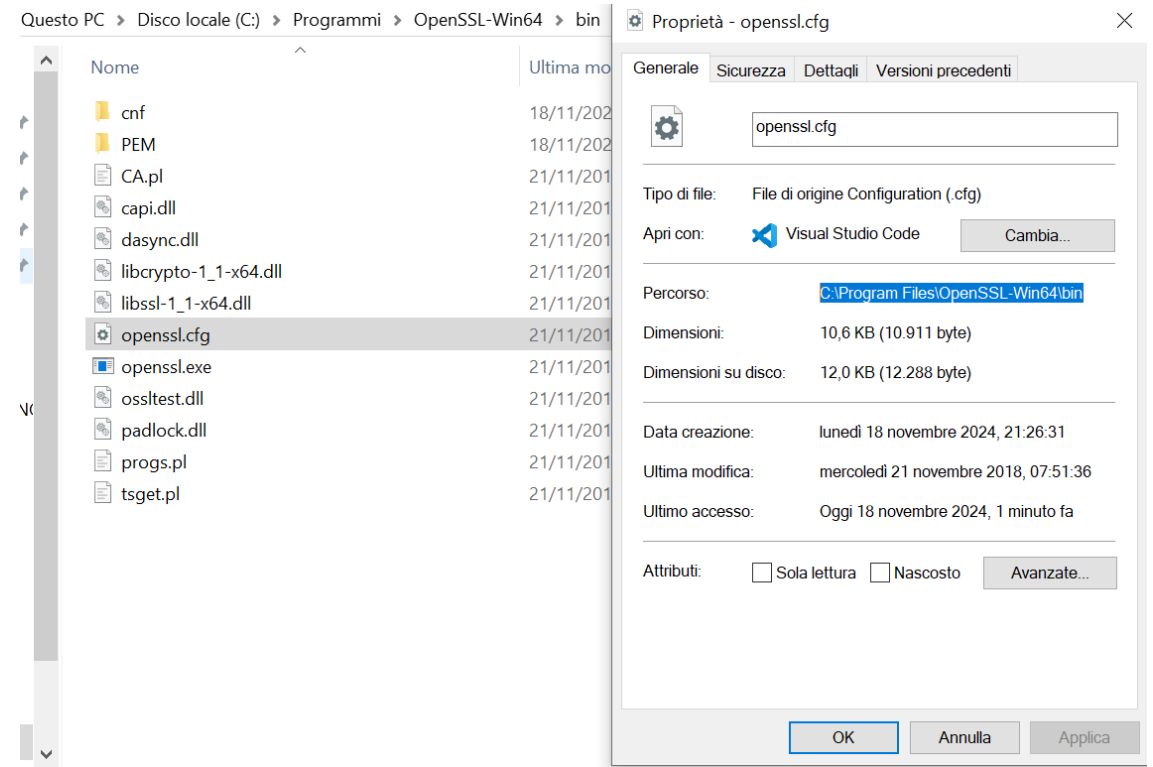 Questo PC > Disco locale (C:) > Programmi > OpenSSL-Win64 > bin
Nome
Ultima mo
cnf
18/11/202
PEM
18/11/202
CA.pl
21/11/201
capi.dll
21/11/201
dasync.dll
21/11/201
libcrypto-1_1-x64.dll
21/11/201
libssl-1_1-x64.dll
21/11/201
openssl.cfg
21/11/201
openssl.exe
21/11/201
ossltest.dll
21/11/201
padlock.dll
21/11/201
progs.pl
21/11/201
tsget.pl
21/11/201
Proprietà - openssl.cfg
Generale Sicurezza Dettagli Versioni precedenti
openssl.cfg
Tipo di file: File di origine Configuration (.cfg)
Apri con: Visual Studio Code Cambia...
Percorso: C:\Program Files\OpenSSL-Win64\bin
Dimensioni: 10,6 KB (10.911 byte)
Dimensioni su disco: 12,0 KB (12.288 byte)
Data creazione: lunedì 18 novembre 2024, 21:26:31
Ultima modifica: mercoledì 21 novembre 2018, 07:51:36
Ultimo accesso: Oggi 18 novembre 2024, 1 minuto fa
Attributi: Sola lettura Nascosto Avanzate...
OK Annulla Applica